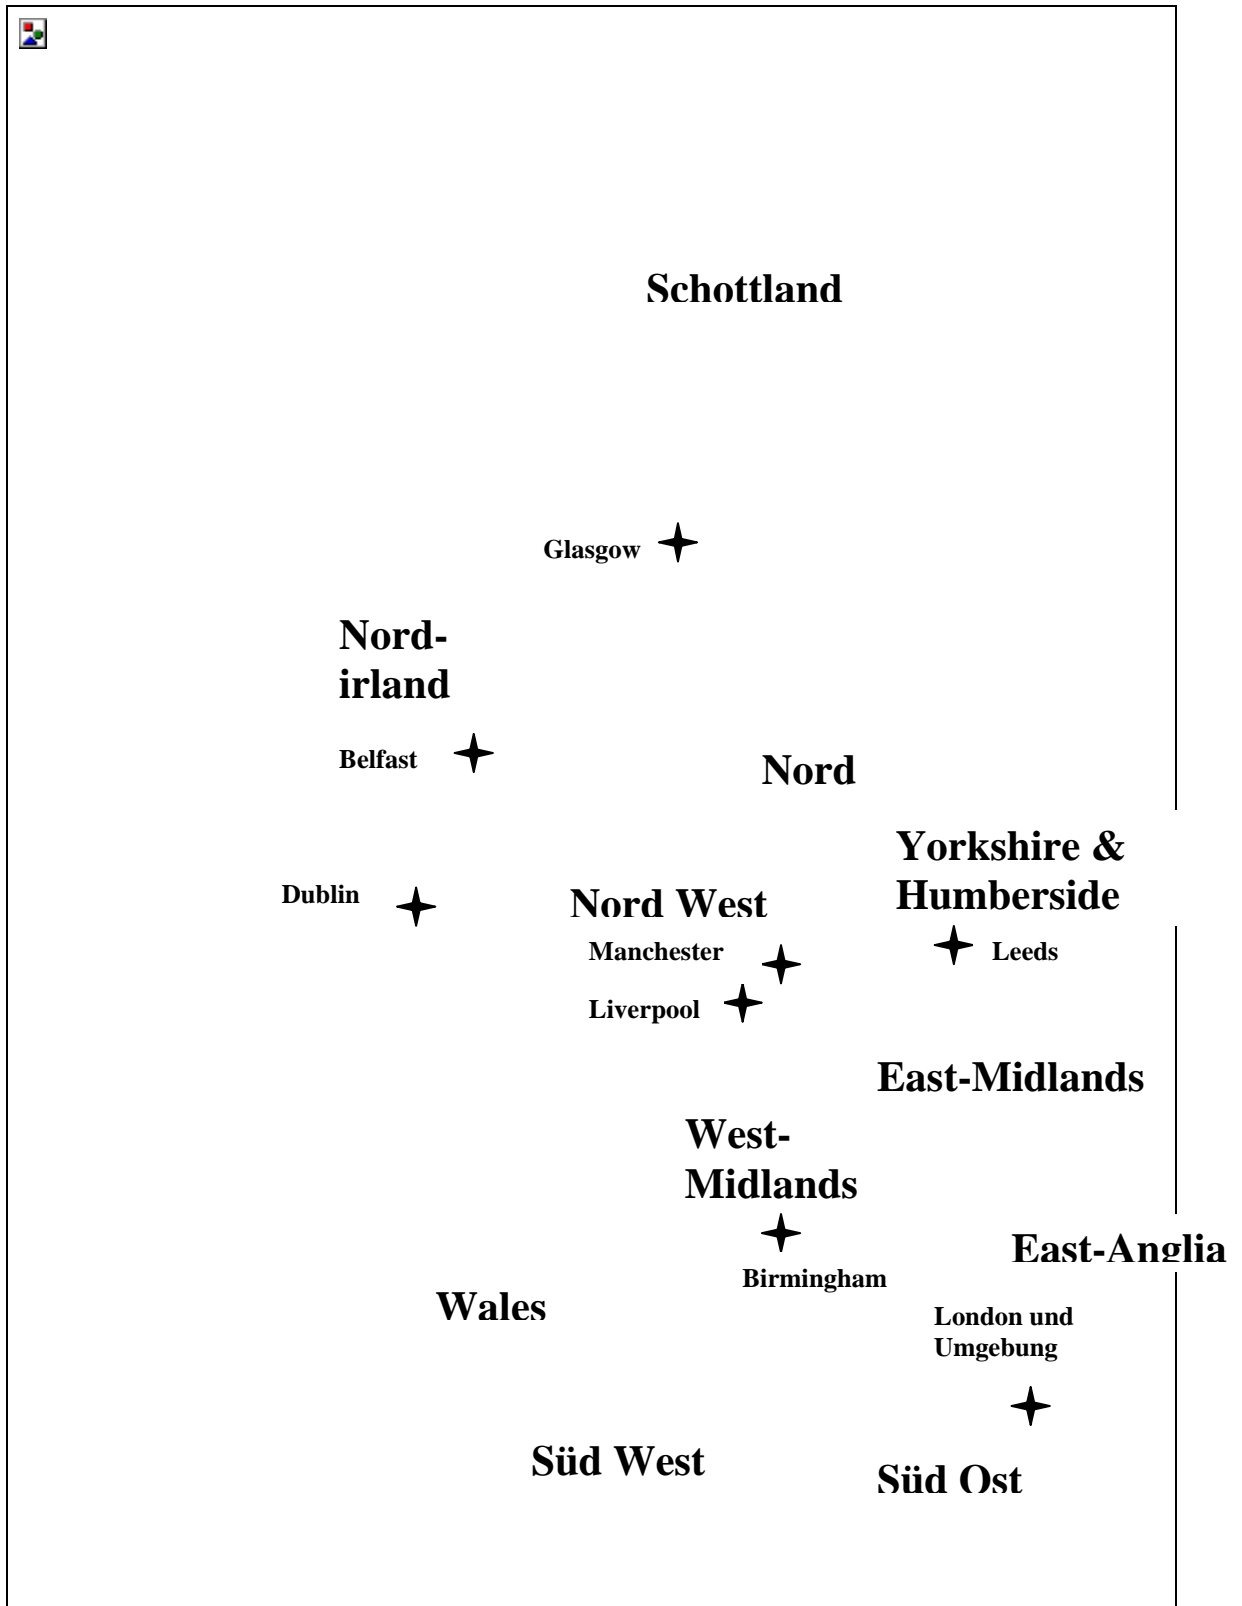 Schottland
Glasgow
Nord-
irland
Belfast
Nord
Yorkshire &
Humberside
Dublin
Nord West
Manchester
Leeds
Liverpool
East-Midlands
West-
Midlands
East-Anglia
Birmingham
Wales
London und
Umgebung
Süd West
Süd Ost